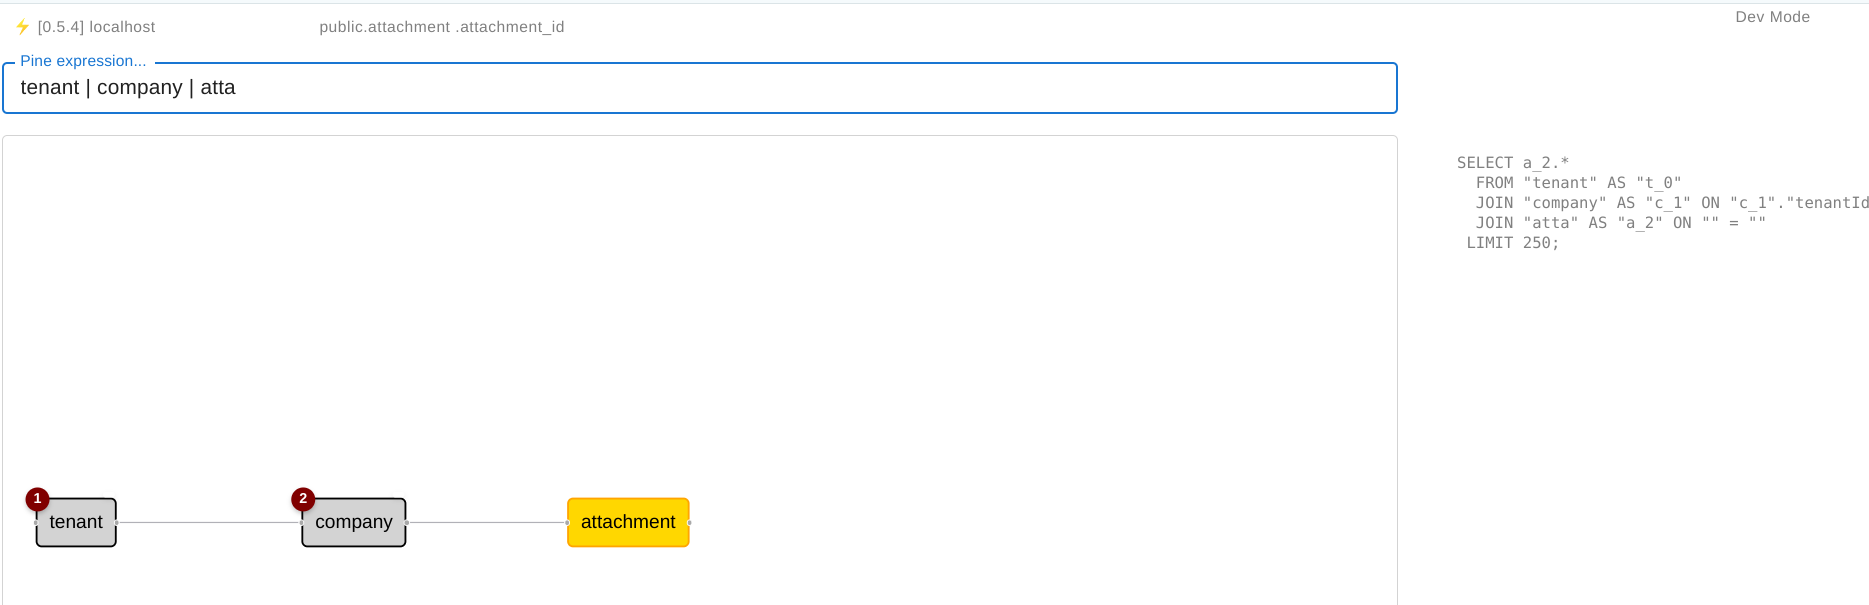 ⚡ [0.5.4] localhost public.attachment .attachment_id Dev Mode
Pine expression...
tenant | company | atta
SELECT a_2.*
FROM "tenant" AS "t_0"
JOIN "company" AS "c_1" ON "c_1"."tenantId
JOIN "atta" AS "a_2" ON "" = ""
LIMIT 250;
1 2
tenant company attachment